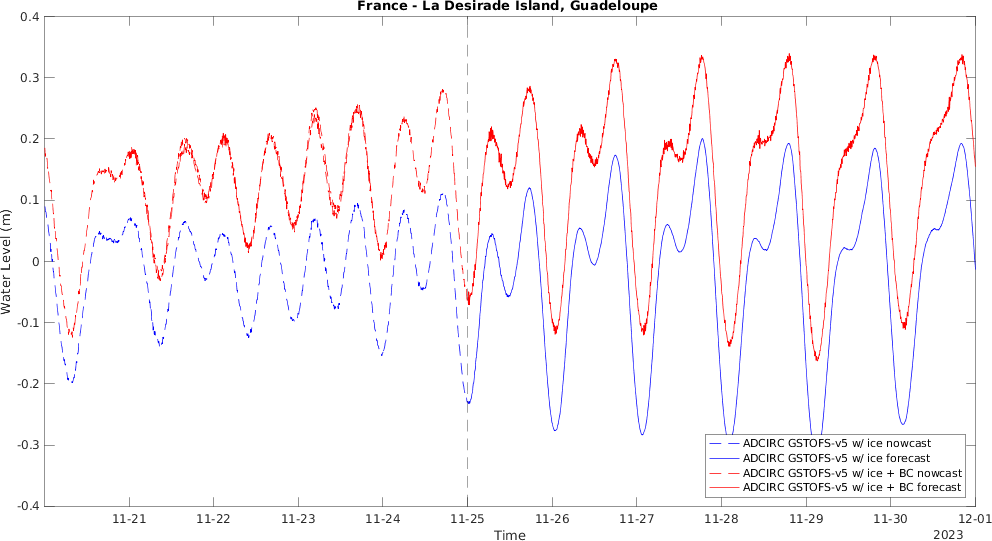 France - La Desirade Island, Guadeloupe
0.4
0.3
0.2
0.1
0
-0.1
-0.2
-0.3
-0.4
Water Level (m)
ADCIRC GSTOFS-v5 w/ ice nowcast
ADCIRC GSTOFS-v5 w/ ice forecast
ADCIRC GSTOFS-v5 w/ ice + BC nowcast
ADCIRC GSTOFS-v5 w/ ice + BC forecast
11-21 11-22 11-23 11-24 11-25 11-26 11-27 11-28 11-29 11-30 12-01
Time
2023